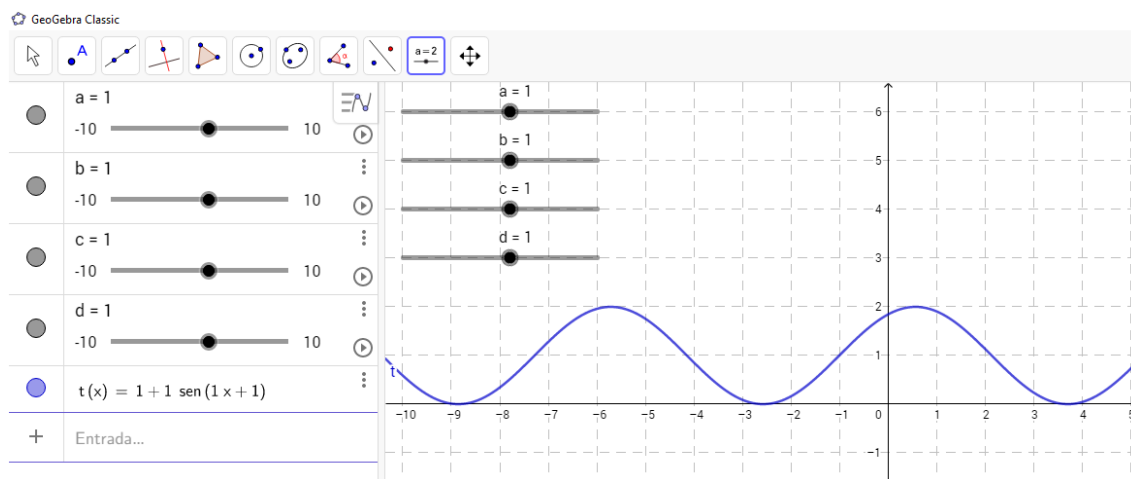 GeoGebra Classic
A
α
a=2
a = 1
-10 10
b = 1
-10 10
c = 1
-10 10
d = 1
-10 10
t(x) = 1 + 1 sen (1 x + 1)
+ Entrada...
a = 1
b = 1
c = 1
d = 1
t
6
5
4
3
2
1
-10 -9 -8 -7 -6 -5 -4 -3 -2 -1 0 1 2 3 4 5
-1